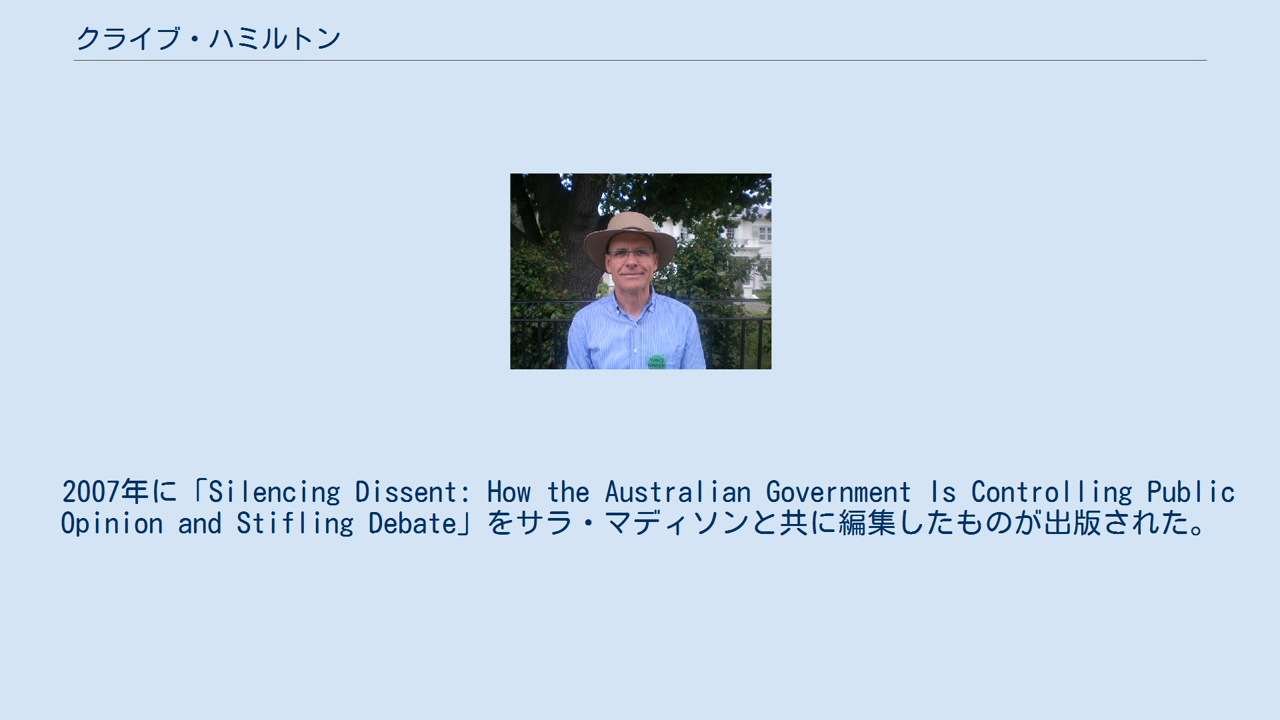 クライブ・ハミルトン
2007年に「Silencing Dissent: How the Australian Government Is Controlling Public
Opinion and Stifling Debate」をサラ・マディソンと共に編集したものが出版された。